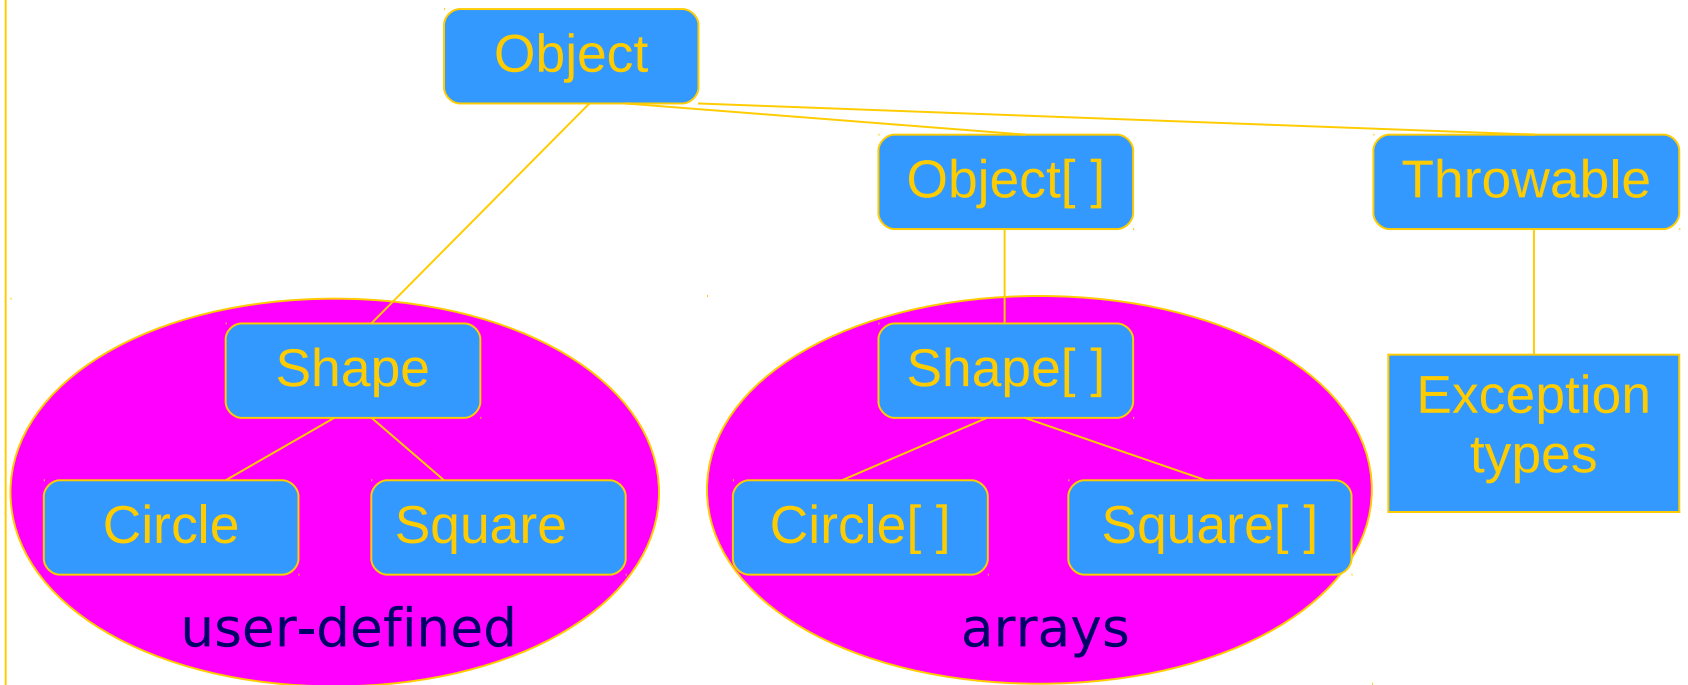 Object
Object[ ]
Throwable
Shape
Shape[ ]
Exception
types
Circle
Square
Circle[ ]
Square[ ]
user-defined
arrays